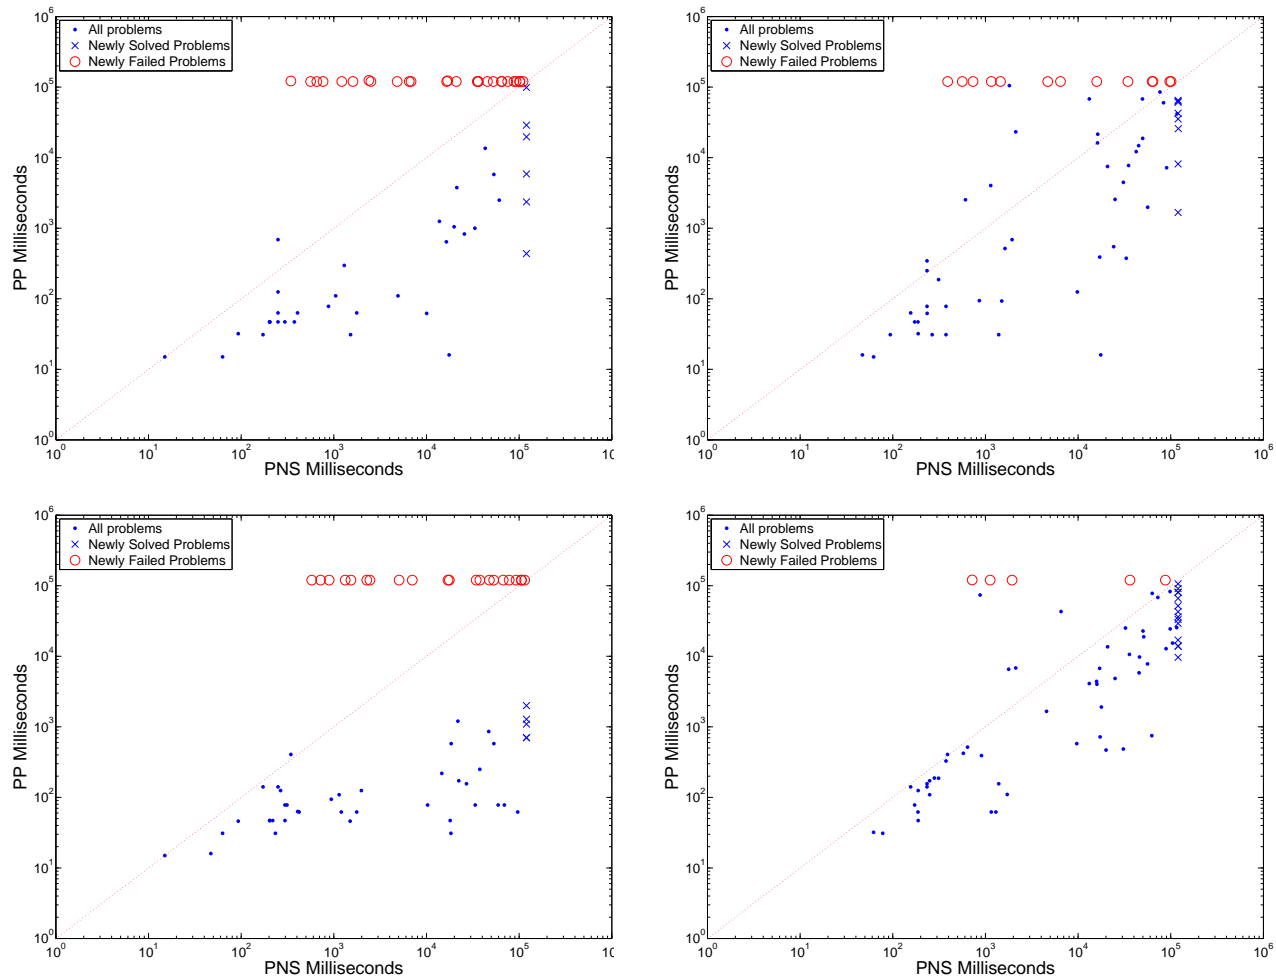 10^6
10^5
10^4
10^3
10^2
10^1
10^0
PP Milliseconds
All problems
Newly Solved Problems
Newly Failed Problems
10^0 10^1 10^2 10^3 10^4 10^5 10^6
PNS Milliseconds
10^6
10^5
10^4
10^3
10^2
10^1
10^0
PP Milliseconds
All problems
Newly Solved Problems
Newly Failed Problems
10^0 10^1 10^2 10^3 10^4 10^5 10^6
PNS Milliseconds
10^6
10^5
10^4
10^3
10^2
10^1
10^0
PP Milliseconds
All problems
Newly Solved Problems
Newly Failed Problems
10^0 10^1 10^2 10^3 10^4 10^5 10^6
PNS Milliseconds
10^6
10^5
10^4
10^3
10^2
10^1
10^0
PP Milliseconds
All problems
Newly Solved Problems
Newly Failed Problems
10^0 10^1 10^2 10^3 10^4 10^5 10^6
PNS Milliseconds